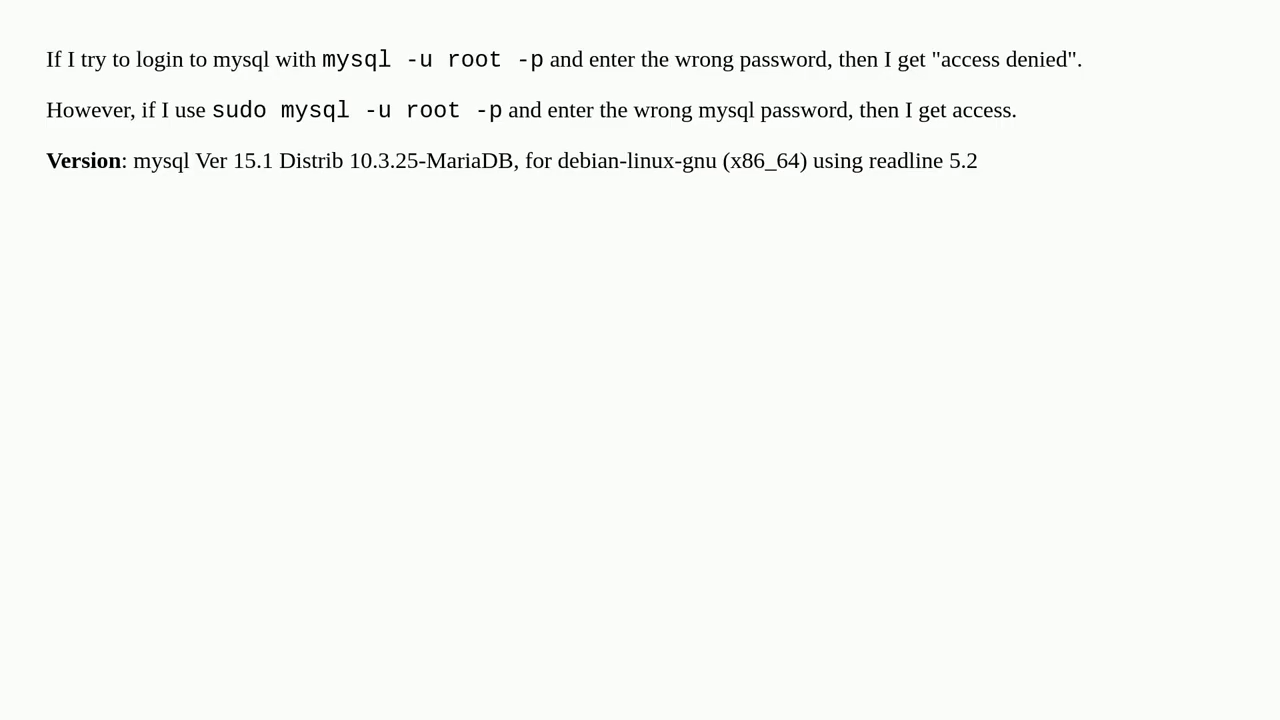 If I try to login to mysql with mysql -u root -p and enter the wrong password, then I get "access denied".
However, if I use sudo mysql -u root -p and enter the wrong mysql password, then I get access.
Version: mysql Ver 15.1 Distrib 10.3.25-MariaDB, for debian-linux-gnu (x86_64) using readline 5.2